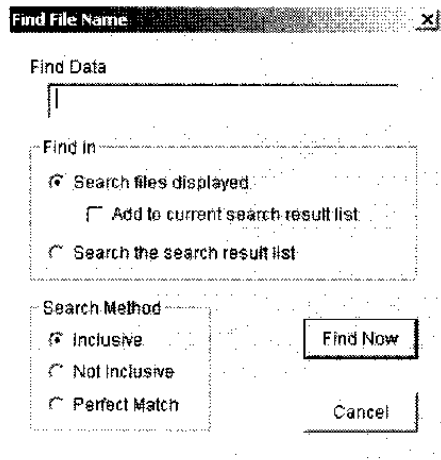 Find File Name
Find Data
Find In
Search files displayed
Add to current search result list
Search the search result list
Search Method
Inclusive
Not Inclusive
Perfect Match
Find Now
Cancel